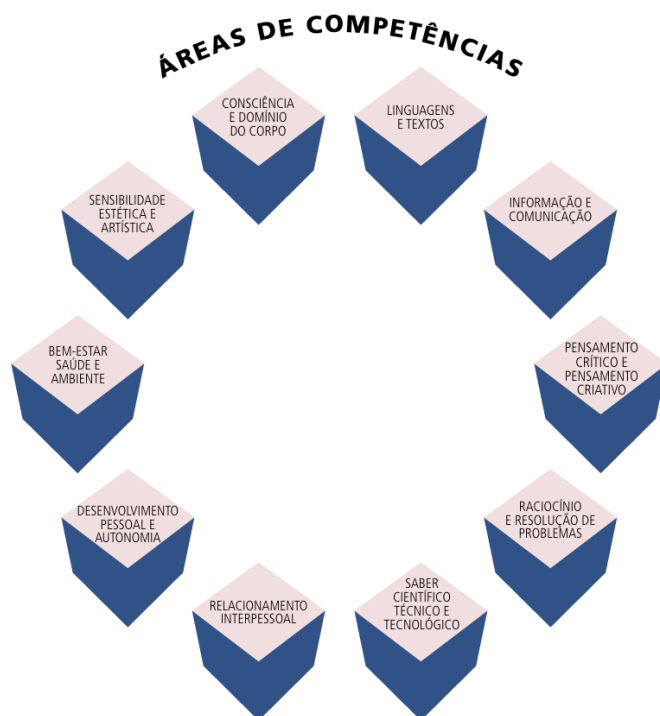 ÁREAS DE COMPETÊNCIAS
CONSCIÊNCIA
E DOMÍNIO
DO CORPO
LINGUAGENS
E TEXTOS
SENSIBILIDADE
ESTÉTICA E
ARTÍSTICA
INFORMAÇÃO E
COMUNICAÇÃO
BEM-ESTAR
SAÚDE E
AMBIENTE
PENSAMENTO
CRÍTICO E
PENSAMENTO
CRIATIVO
DESENVOLVIMENTO
PESSOAL E
AUTONOMIA
RACIOCÍNIO
E RESOLUÇÃO DE
PROBLEMAS
RELACIONAMENTO
INTERPESSOAL
SABER
CIENTÍFICO
TÉCNICO E
TECNOLÓGICO